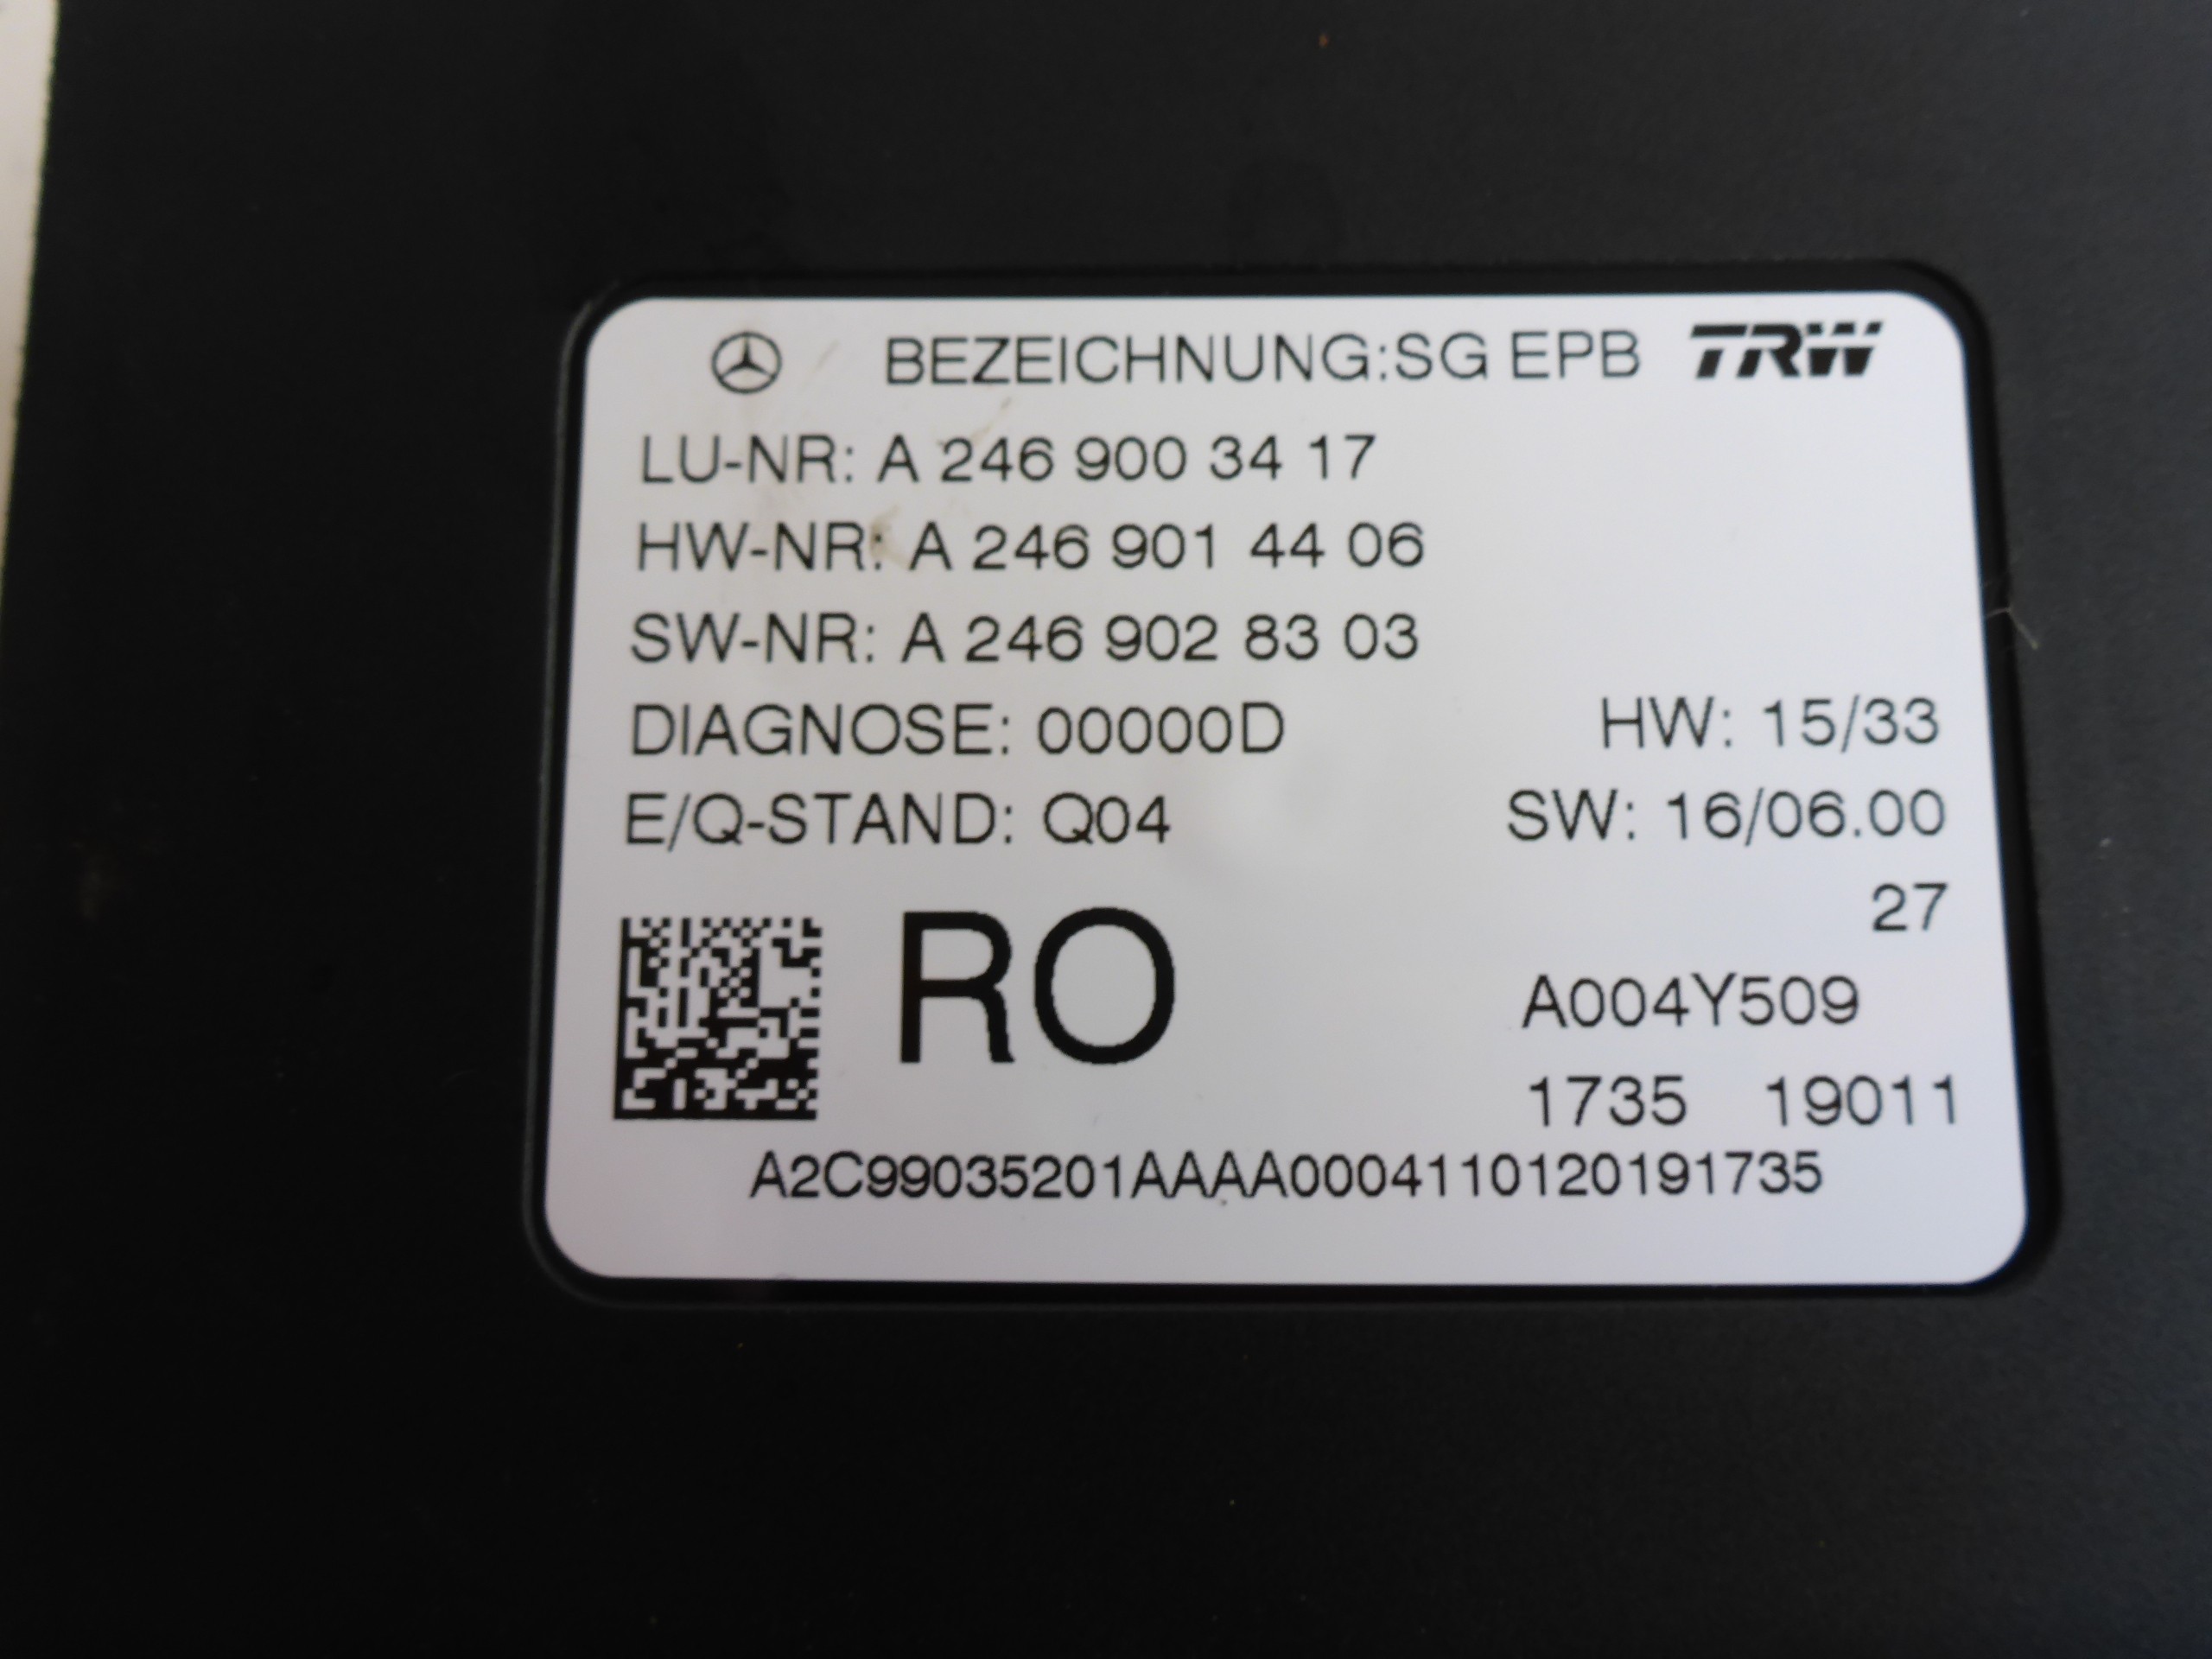 BEZEICHNUNG:SG EPB TRW
LU-NR: A 246 900 34 17
HW-NR: A 246 901 44 06
SW-NR: A 246 902 83 03
DIAGNOSE: 00000D HW: 15/33
E/Q-STAND: Q04 SW: 16/06.00
27
RO A004Y509
1735 19011
A2C99035201AAAA0004110120191735